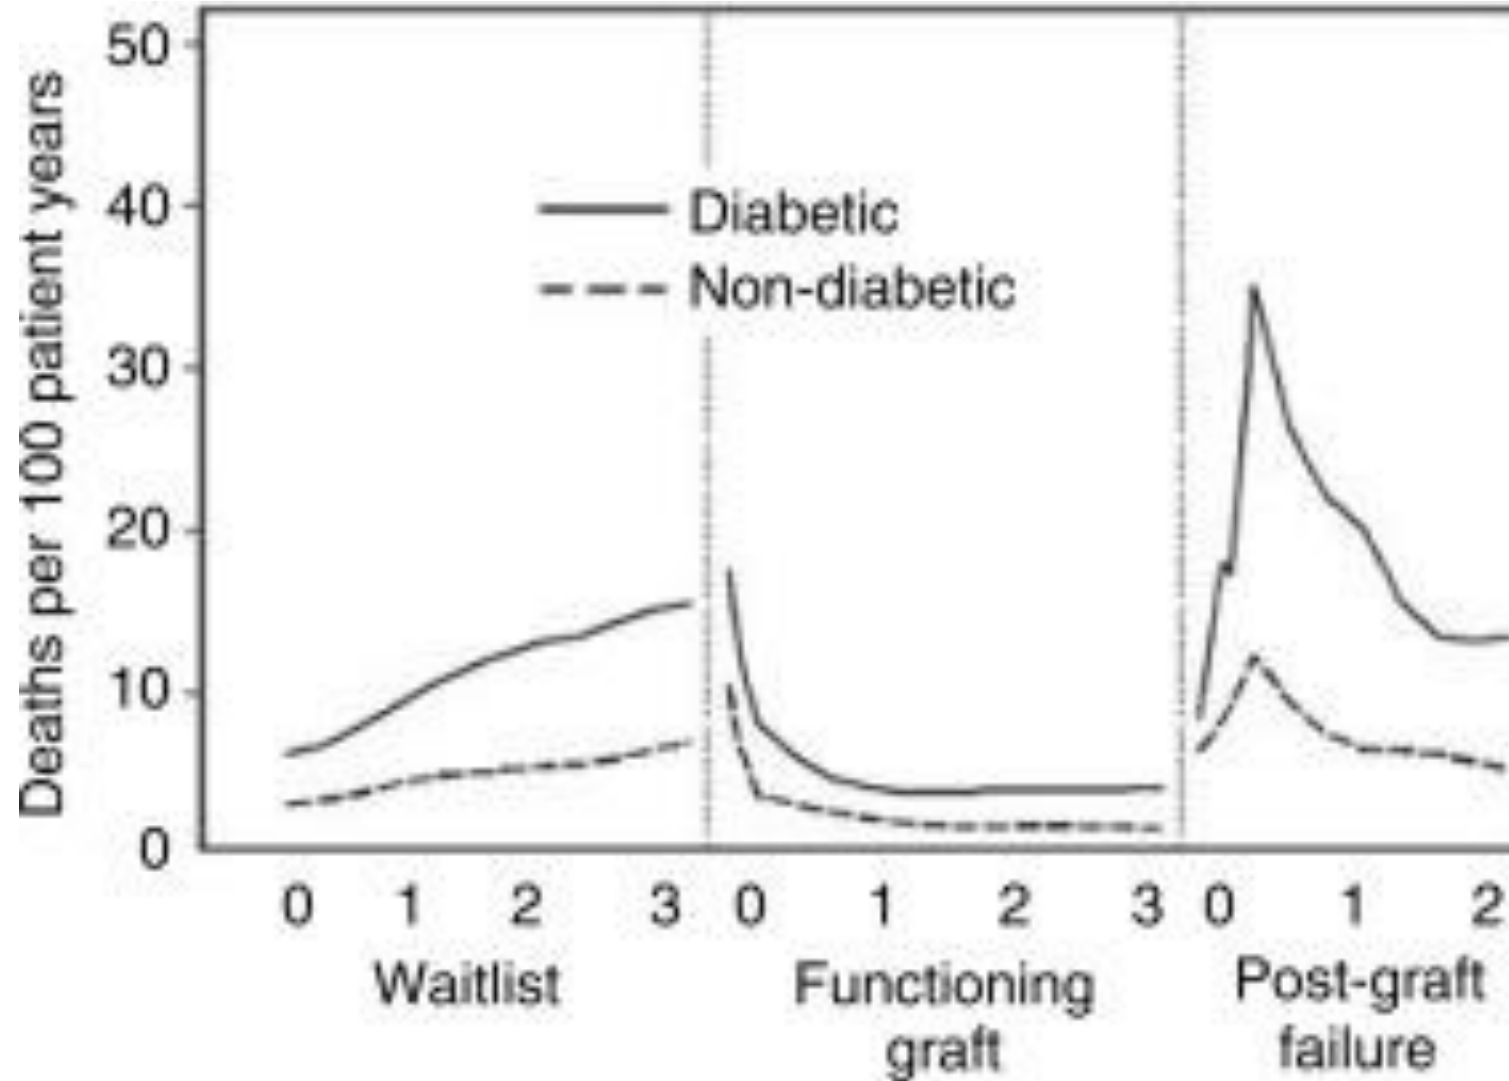 Deaths per 100 patient years
50
40
30
20
10
0
Diabetic
Non-diabetic
0 1 2 3 0 1 2 3 0 1 2
Waitlist
Functioning
graft
Post-graft
failure